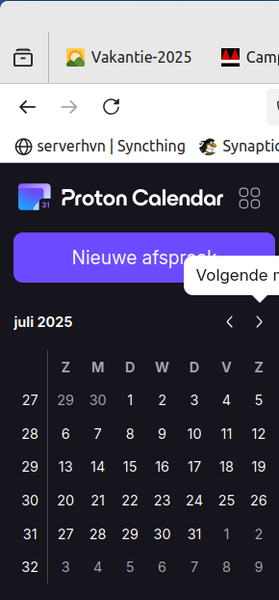 Vakantie-2025
Camp
serverhvn | Syncthing
Synaptic
Proton Calendar
31
Nieuwe afspraak
Volgende m
juli 2025
Z M D W D V Z
27 29 30 1 2 3 4 5
28 6 7 8 9 10 11 12
29 13 14 15 16 17 18 19
30 20 21 22 23 24 25 26
31 27 28 29 30 31 1 2
32 3 4 5 6 7 8 9